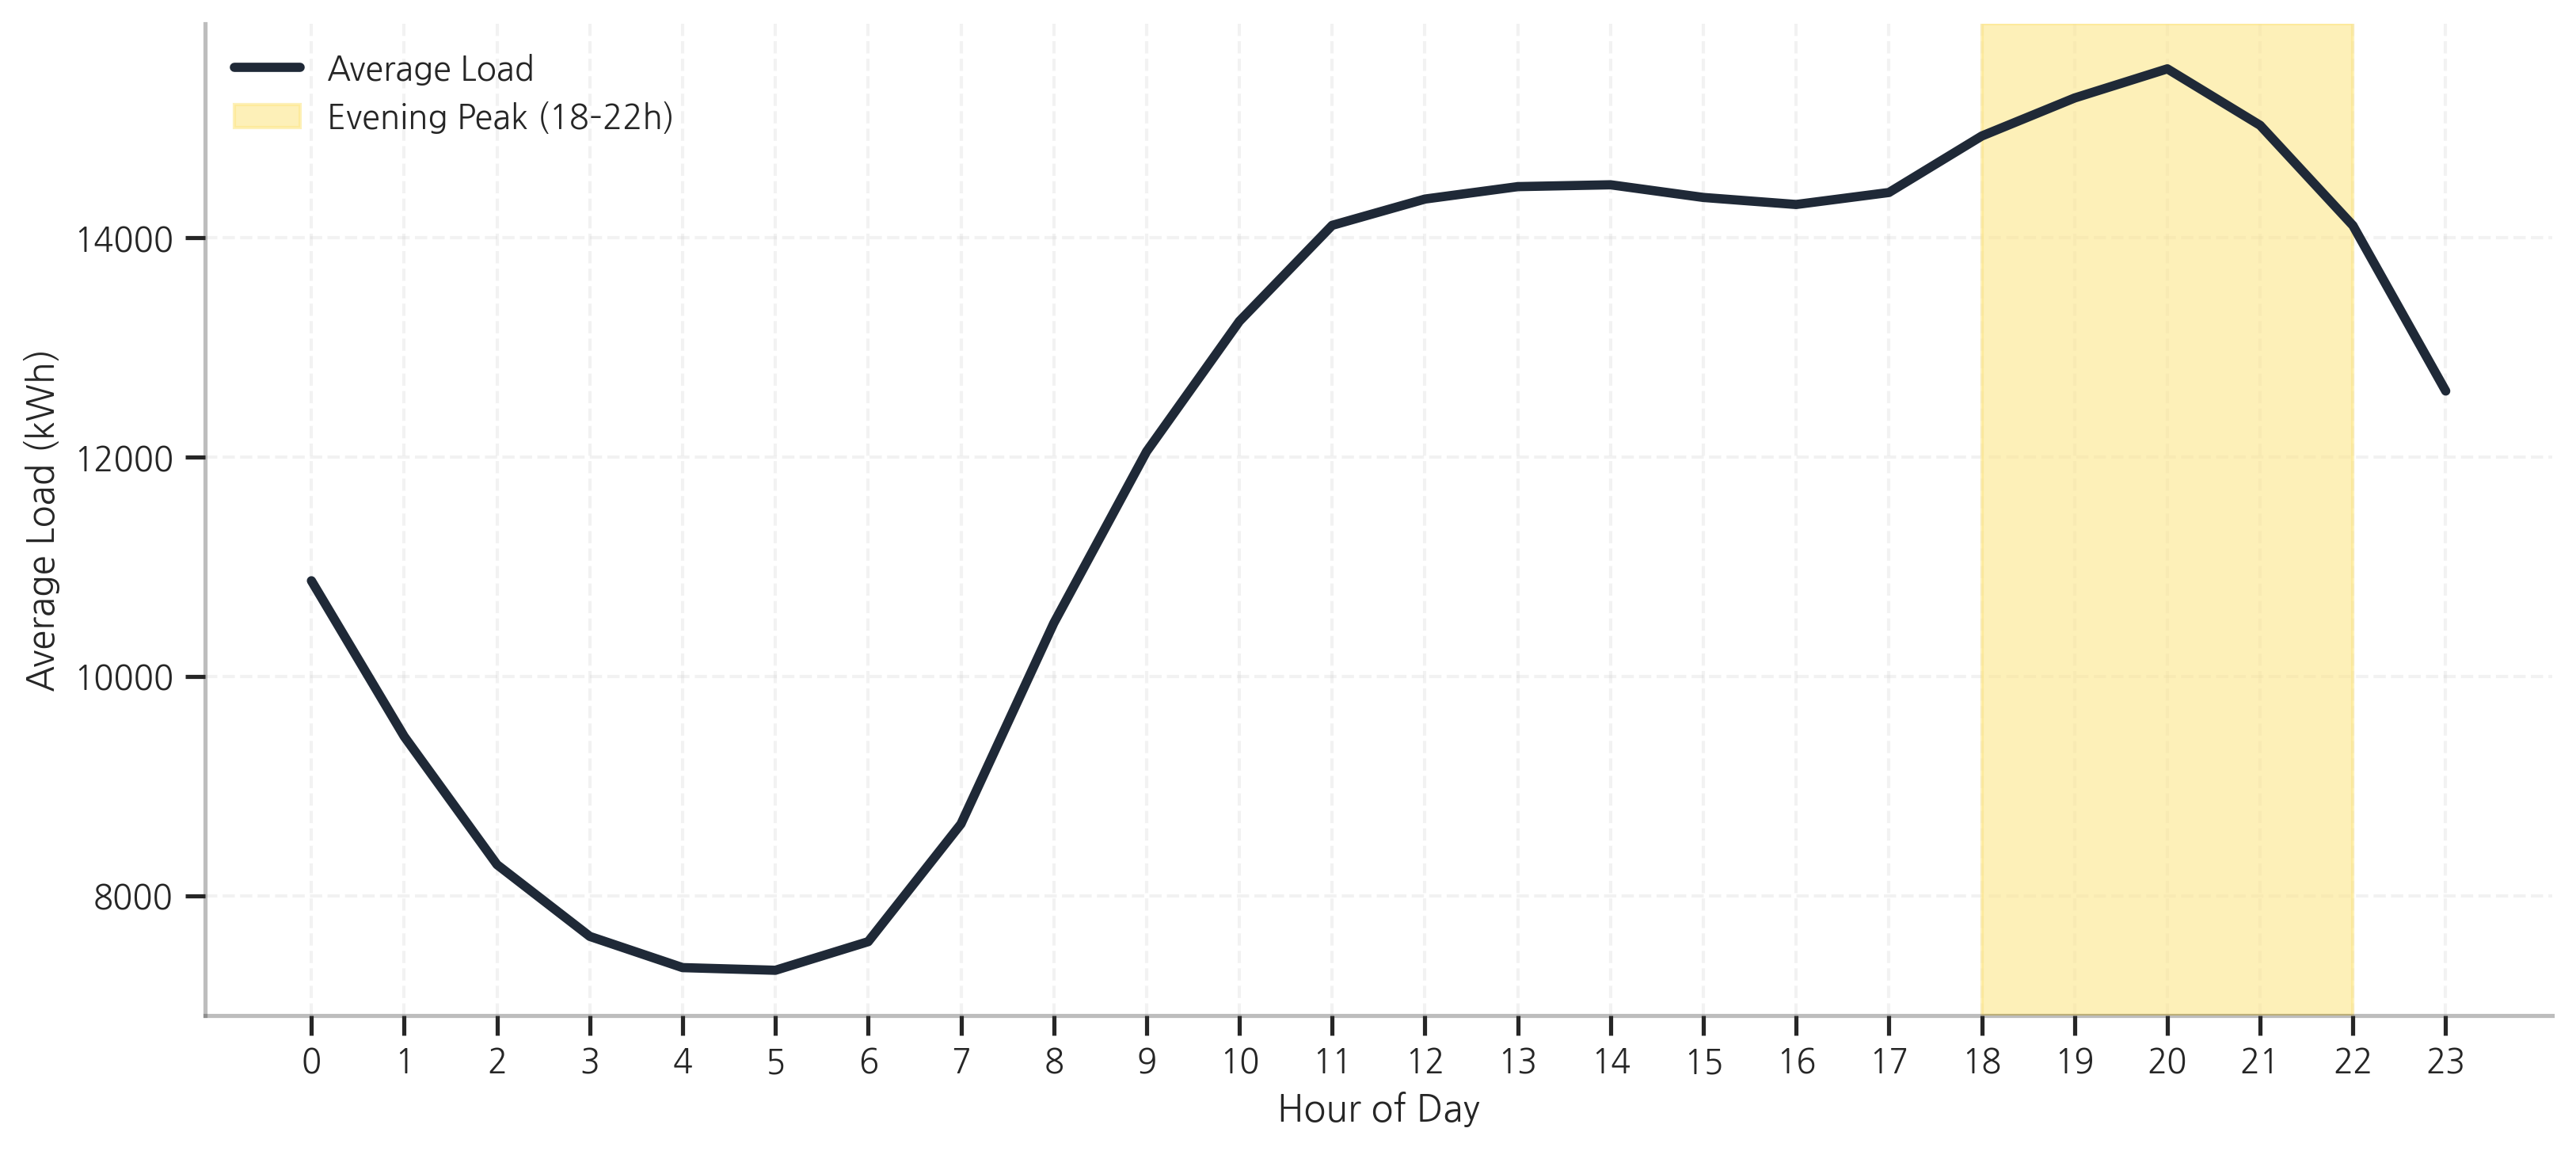 Average Load
Evening Peak (18-22h)
Average Load (kWh)
14000
12000
10000
8000
0 1 2 3 4 5 6 7 8 9 10 11 12 13 14 15 16 17 18 19 20 21 22 23
Hour of Day